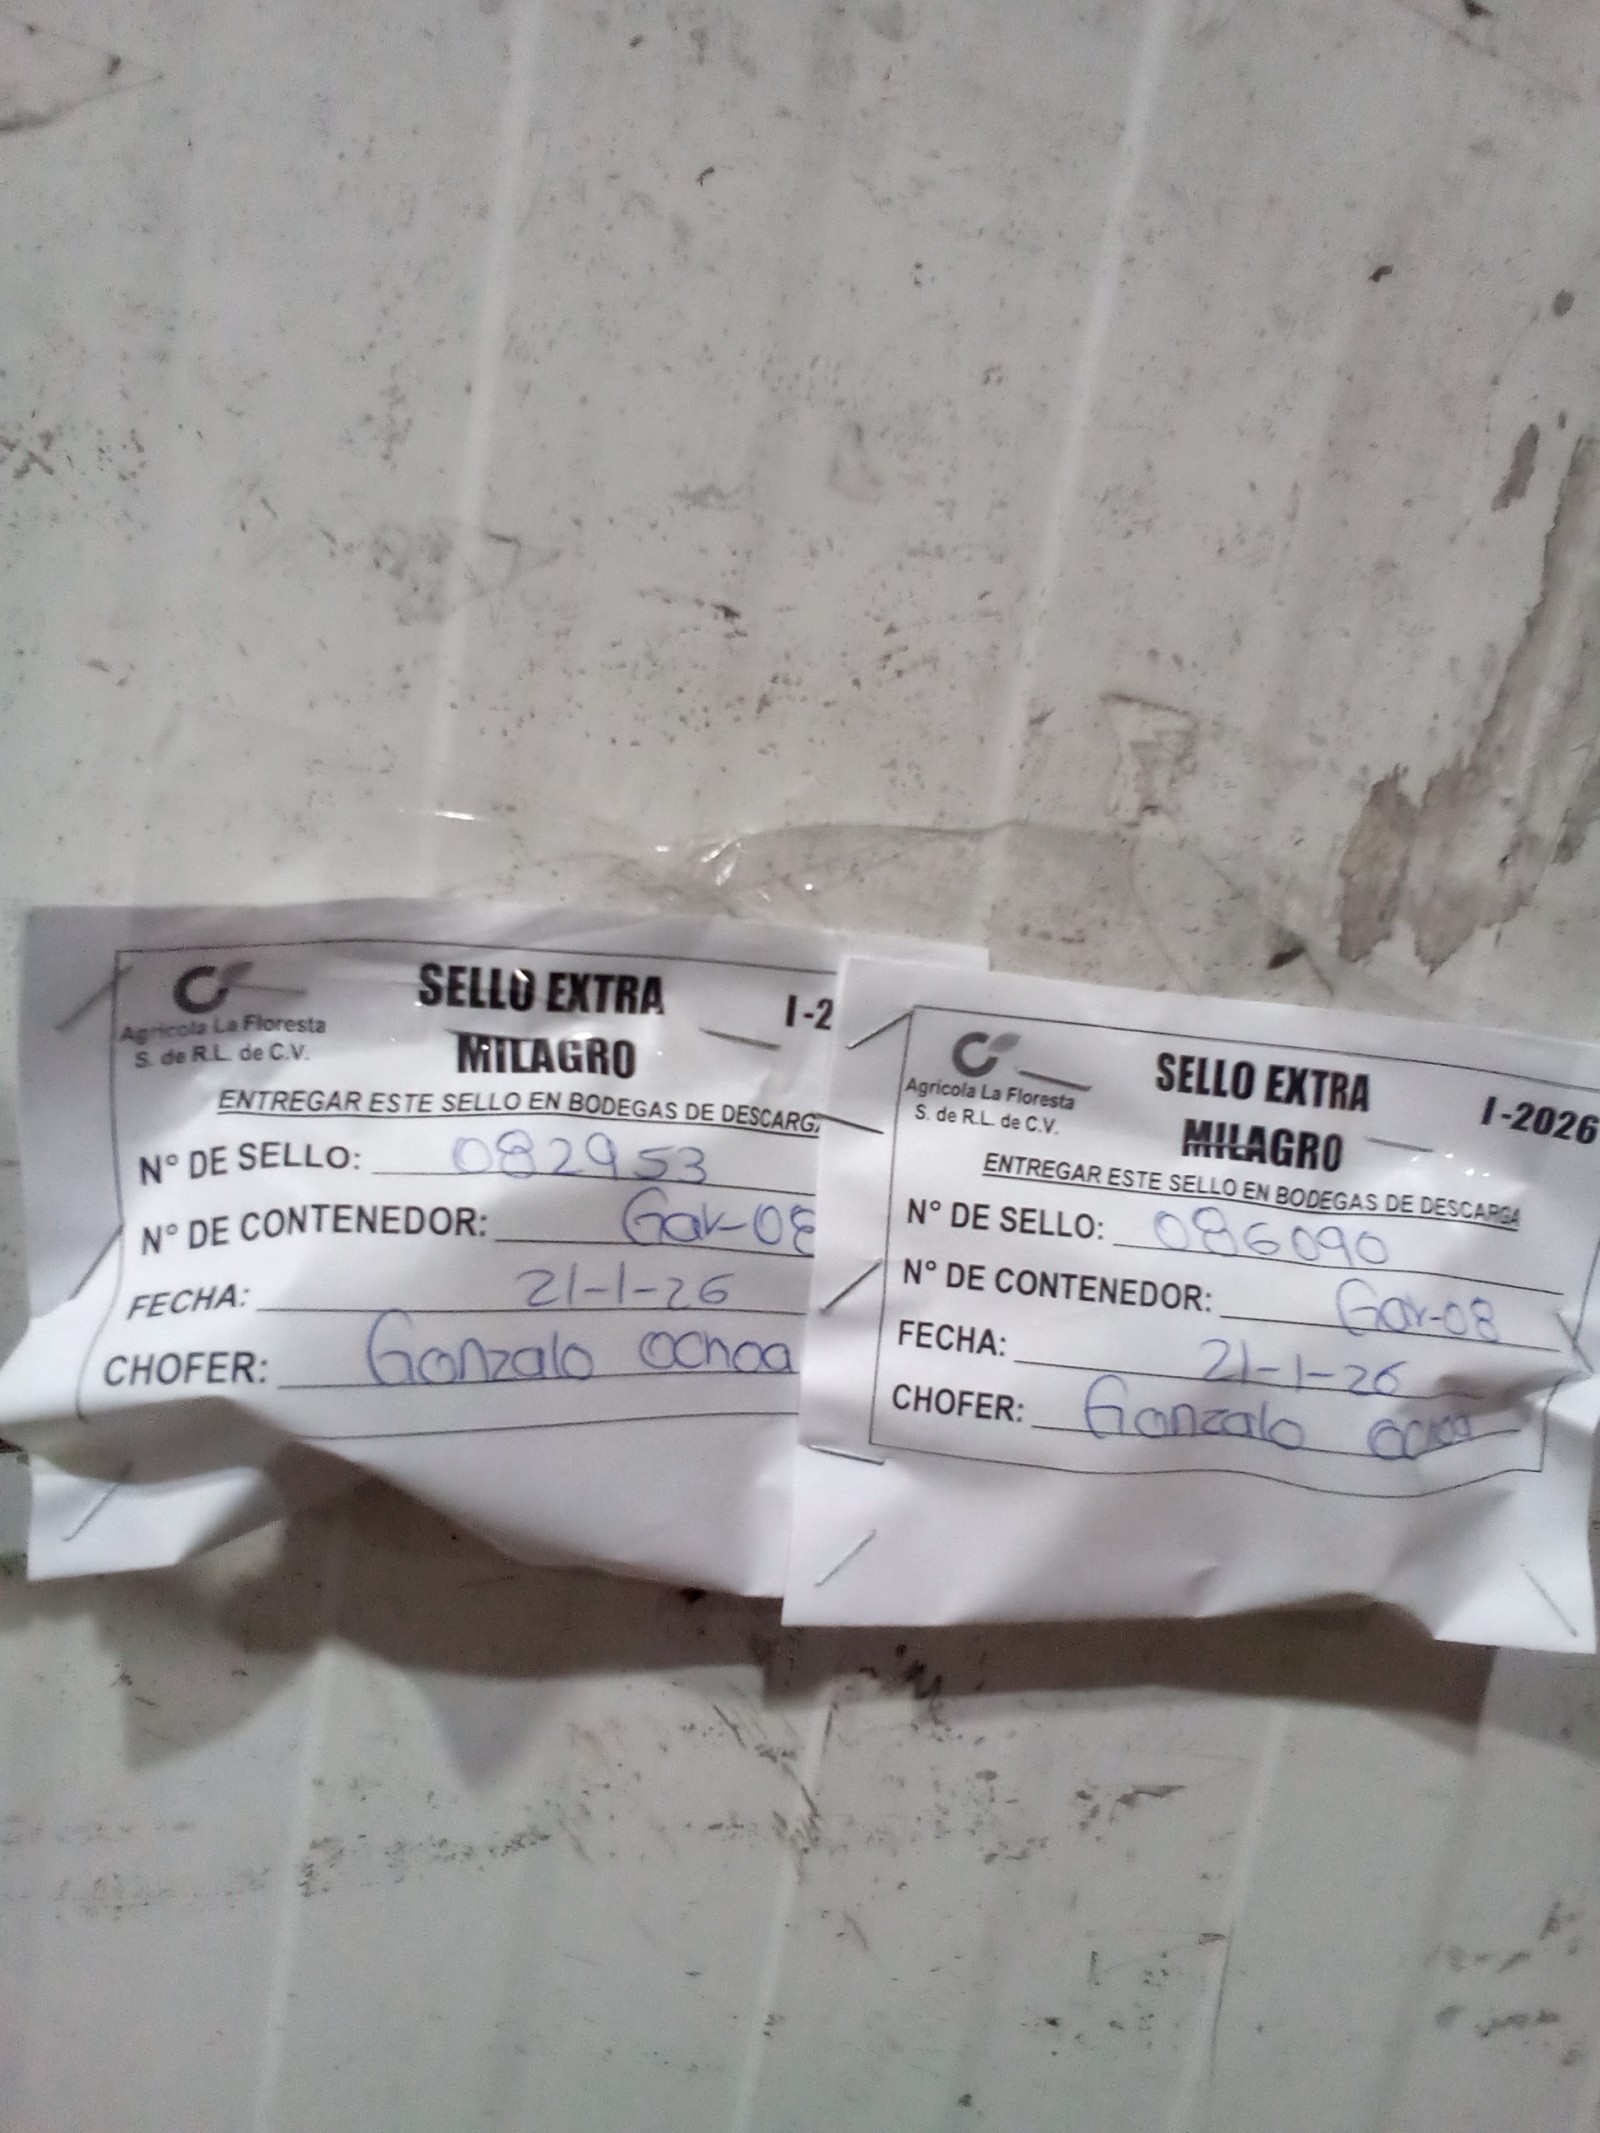 SELLO EXTRA
I-2
MILAGRO
Agrícola La Floresta
S. de R.L. de C.V.
ENTREGAR ESTE SELLO EN BODEGAS DE DESCARGA
N° DE SELLO: 082953
N° DE CONTENEDOR: Gar-08
FECHA: 21-1-26
CHOFER: Gonzalo Ochoa
SELLO EXTRA
I-2026
MILAGRO
Agrícola La Floresta
S. de R.L. de C.V.
ENTREGAR ESTE SELLO EN BODEGAS DE DESCARGA
N° DE SELLO: 086090
N° DE CONTENEDOR: Gar-08
FECHA: 21-1-26
CHOFER: Gonzalo Ochoa